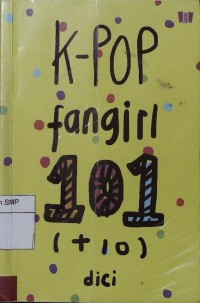 K-POP
fangirl
101
(+10)
n SMP
dici